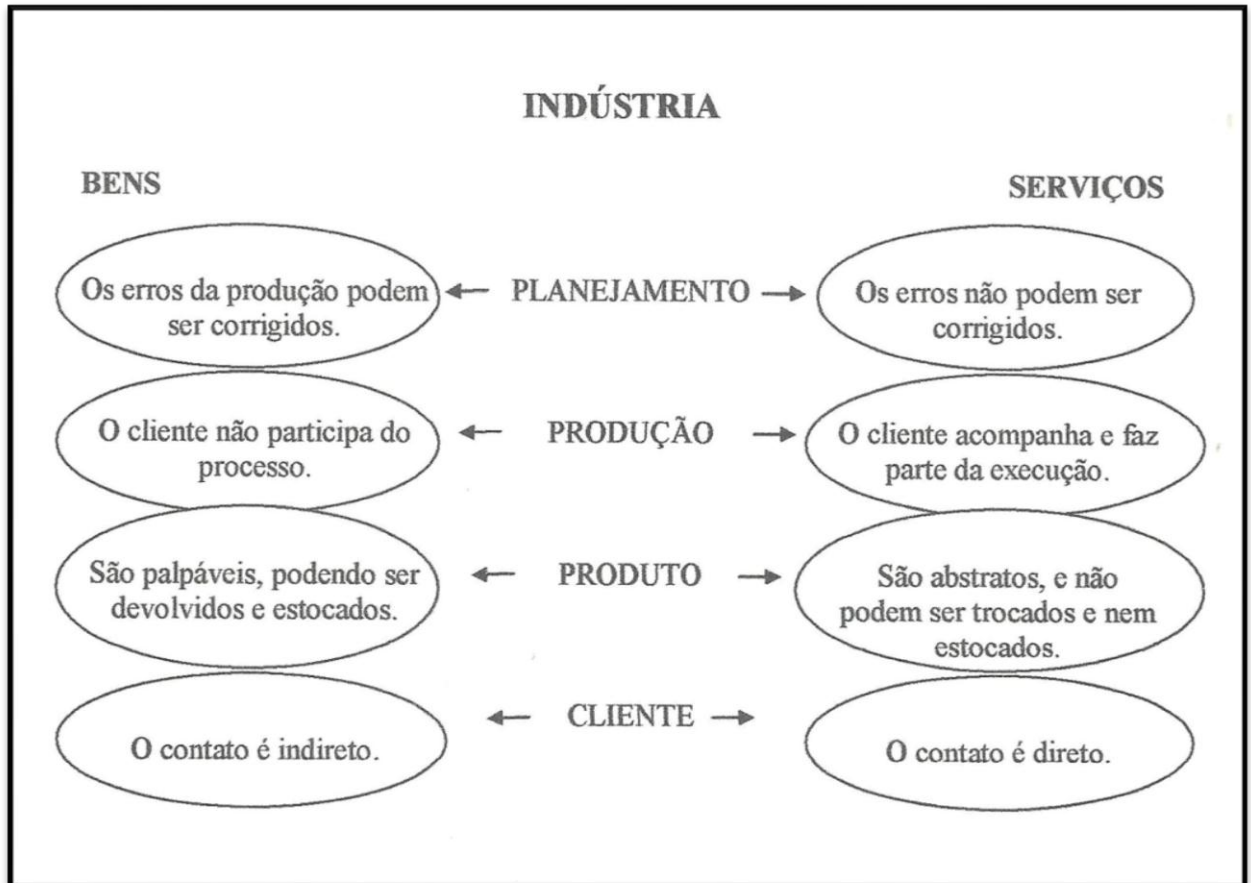 INDÚSTRIA
BENS
SERVIÇOS
Os erros da produção podem
ser corrigidos.
PLANEJAMENTO
Os erros não podem ser
corrigidos.
O cliente não participa do
processo.
PRODUÇÃO
O cliente acompanha e faz
parte da execução.
São palpáveis, podendo ser
devolvidos e estocados.
PRODUTO
São abstratos, e não
podem ser trocados e nem
estocados.
O contato é indireto.
CLIENTE
O contato é direto.